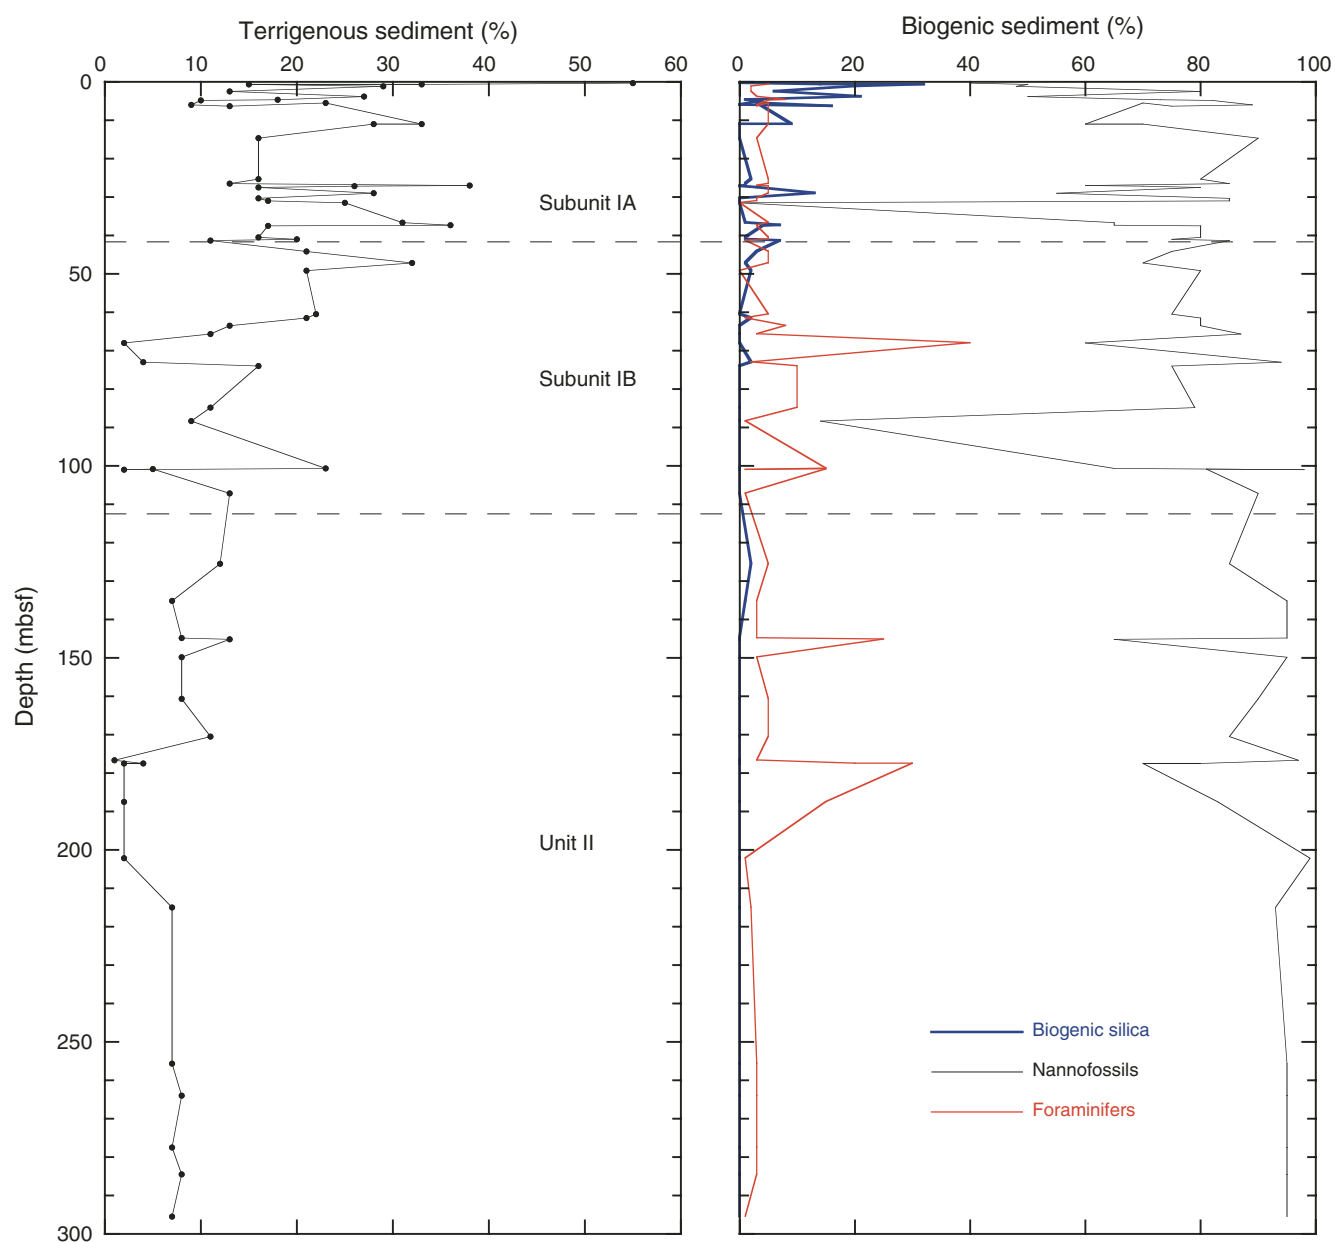 Terrigenous sediment (%)
0 10 20 30 40 50 60
Biogenic sediment (%)
0 20 40 60 80 100
Depth (mbsf)
0
50
100
150
200
250
300
Subunit IA
Subunit IB
Unit II
Biogenic silica
Nannofossils
Foraminifers